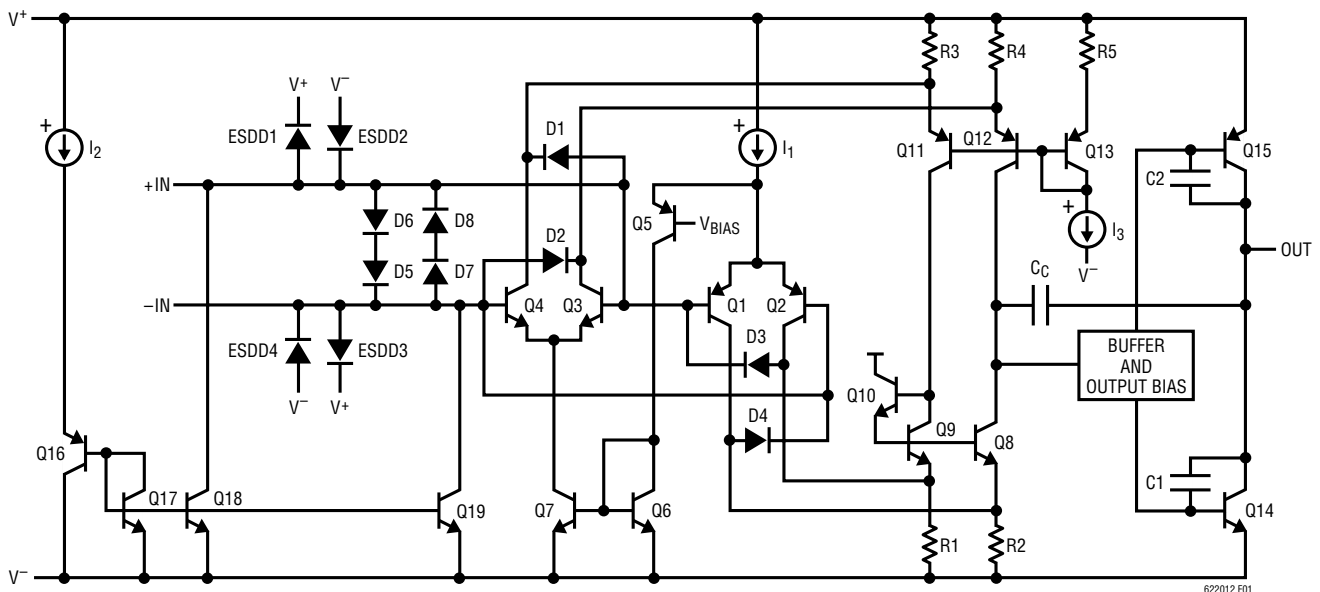 V+
R3
R4
R5
V+
V−
+
I2
ESDD1
ESDD2
D1
+
I1
Q11
Q12
Q13
Q15
C2
+IN
D6
D8
Q5
VBIAS
+
I3
V−
OUT
D5
D7
D2
CC
−IN
Q4
Q3
Q1
Q2
ESDD4
ESDD3
D3
BUFFER
AND
OUTPUT BIAS
V−
V+
Q10
D4
Q9
Q8
Q16
Q17
Q18
Q19
Q7
Q6
C1
Q14
R1
R2
V−
622012 F01